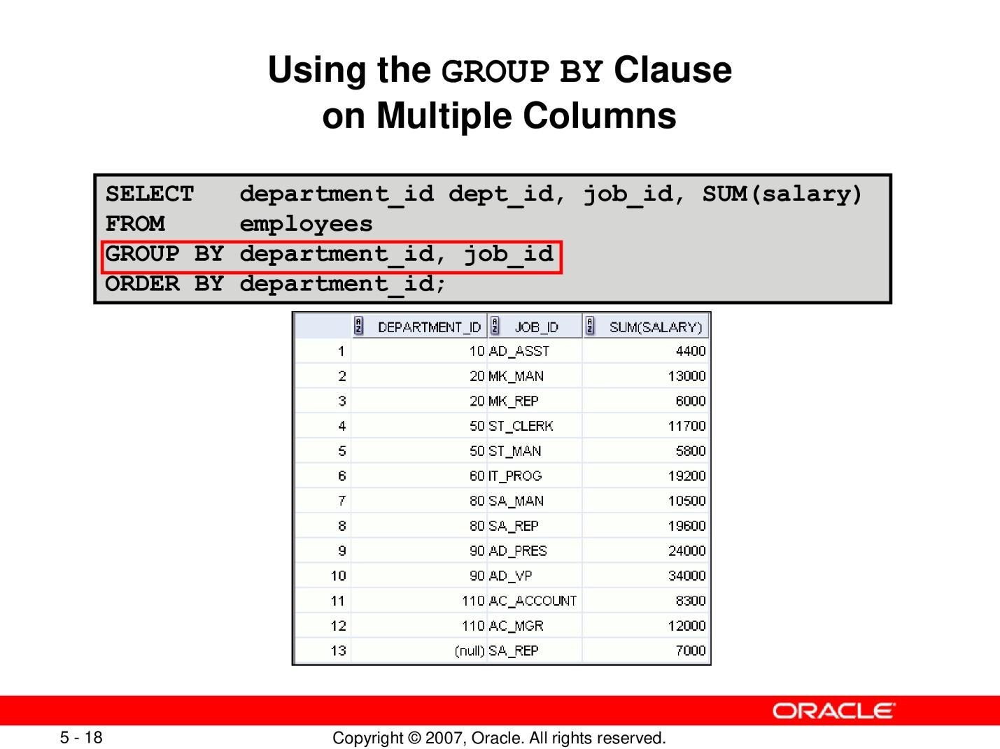 Using the GROUP BY Clause
on Multiple Columns
SELECT department_id dept_id, job_id, SUM(salary)
FROM employees
GROUP BY department_id, job_id
ORDER BY department_id;
DEPARTMENT_ID JOB_ID SUM(SALARY)
1 10 AD_ASST 4400
2 20 MK_MAN 13000
3 20 MK_REP 6000
4 50 ST_CLERK 11700
5 50 ST_MAN 5800
6 60 IT_PROG 19200
7 80 SA_MAN 10500
8 80 SA_REP 19600
9 90 AD_PRES 24000
10 90 AD_VP 34000
11 110 AC_ACCOUNT 8300
12 110 AC_MGR 12000
13 (null) SA_REP 7000
ORACLE
5 - 18 Copyright © 2007, Oracle. All rights reserved.